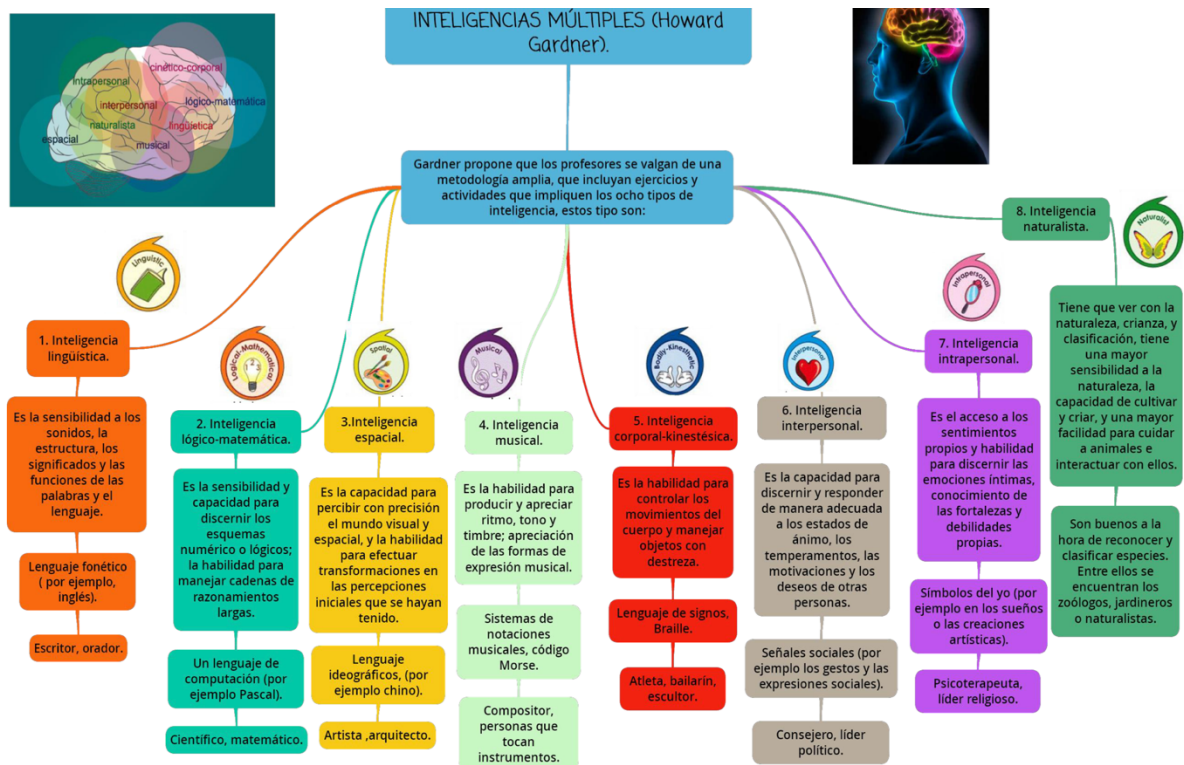 INTELIGENCIAS MÚLTIPLES (Howard
Gardner).
intrapersonal
cinético-corporal
interpersonal
lógico-matemática
naturalista
lingüística
espacial
musical
Gardner propone que los profesores se valgan de una
metodología amplia, que incluyan ejercicios y
actividades que impliquen los ocho tipos de
inteligencia, estos tipo son:
Linguistic
1. Inteligencia
lingüística.
Es la sensibilidad a los
sonidos, la
estructura, los
significados y las
funciones de las
palabras y el
lenguaje.
Lenguaje fonético
( por ejemplo,
inglés).
Escritor, orador.
Logical-Mathematical
1 2 3
2. Inteligencia
lógico-matemática.
Es la sensibilidad y
capacidad para
discernir los
esquemas
numérico o lógicos;
la habilidad para
manejar cadenas de
razonamientos
largas.
Un lenguaje de
computación (por
ejemplo Pascal).
Científico, matemático.
Spatial
3.Inteligencia
espacial.
Es la capacidad para
percibir con precisión
el mundo visual y
espacial, y la habilidad
para efectuar
transformaciones en
las percepciones
iniciales que se hayan
tenido.
Lenguaje
ideográficos, (por
ejemplo chino).
Artista ,arquitecto.
Musical
4. Inteligencia
musical.
Es la habilidad para
producir y apreciar
ritmo, tono y
timbre; apreciación
de las formas de
expresión musical.
Sistemas de
notaciones
musicales, código
Morse.
Compositor,
personas que
tocan
instrumentos.
Bodily-Kinesthetic
5. Inteligencia
corporal-kinestésica.
Es la habilidad para
controlar los
movimientos del
cuerpo y manejar
objetos con
destreza.
Lenguaje de signos,
Braille.
Atleta, bailarín,
escultor.
Interpersonal
6. Inteligencia
interpersonal.
Es la capacidad para
discernir y responder
de manera adecuada
a los estados de
ánimo, los
temperamentos, las
motivaciones y los
deseos de otras
personas.
Señales sociales (por
ejemplo los gestos y las
expresiones sociales).
Consejero, líder
político.
Intrapersonal
7. Inteligencia
intrapersonal.
Es el acceso a los
sentimientos
propios y habilidad
para discernir las
emociones íntimas,
conocimiento de
las fortalezas y
debilidades
propias.
Símbolos del yo (por
ejemplo en los sueños
o las creaciones
artísticas).
Psicoterapeuta,
líder religioso.
Naturalist
8. Inteligencia
naturalista.
Tiene que ver con la
naturaleza, crianza, y
clasificación, tiene
una mayor
sensibilidad a la
naturaleza, la
capacidad de cultivar
y criar, y una mayor
facilidad para cuidar
a animales e
interactuar con ellos.
Son buenos a la
hora de reconocer y
clasificar especies.
Entre ellos se
encuentran los
zoólogos, jardineros
o naturalistas.